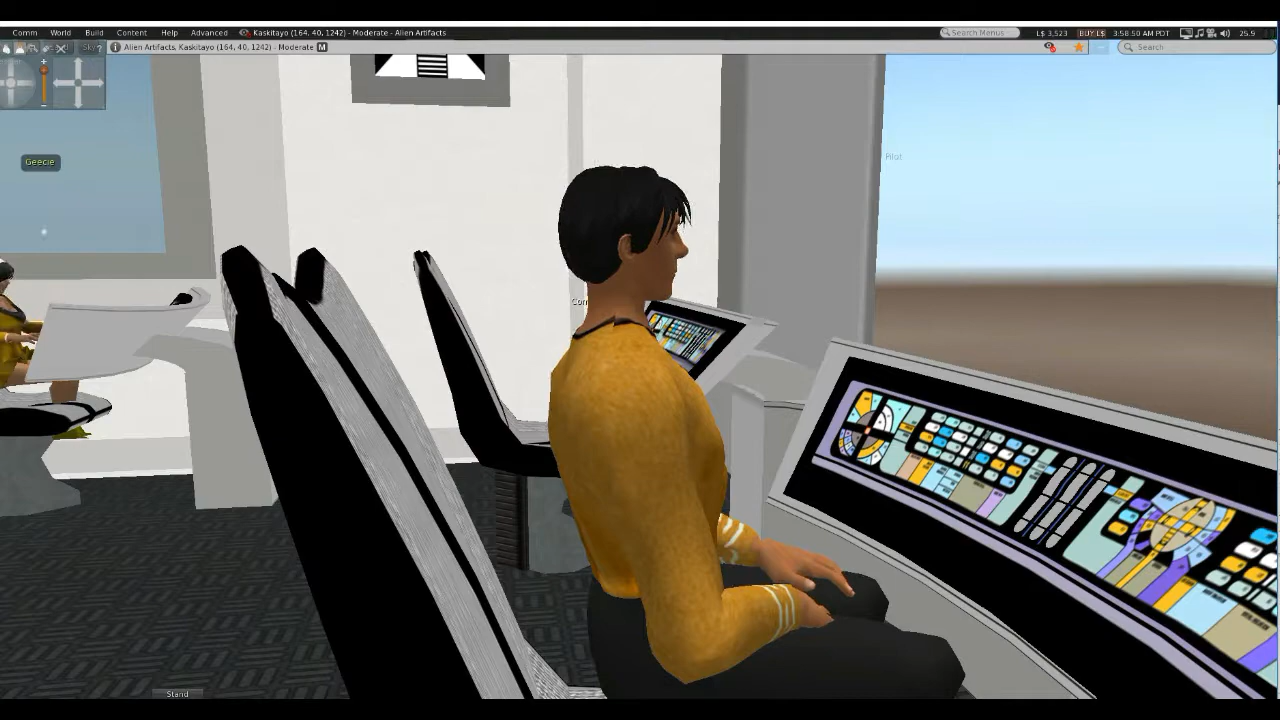 Comm World Build Content Help Advanced Kaskitayo (164, 40, 1242) - Moderate - Alien Artifacts Search Menus L$ 3,523 BUY L$ 3:58:50 AM PDT 25.9
Alien Artifacts, Kaskitayo (164, 40, 1242) - Moderate M Search
Pilot
Geecie
Stand